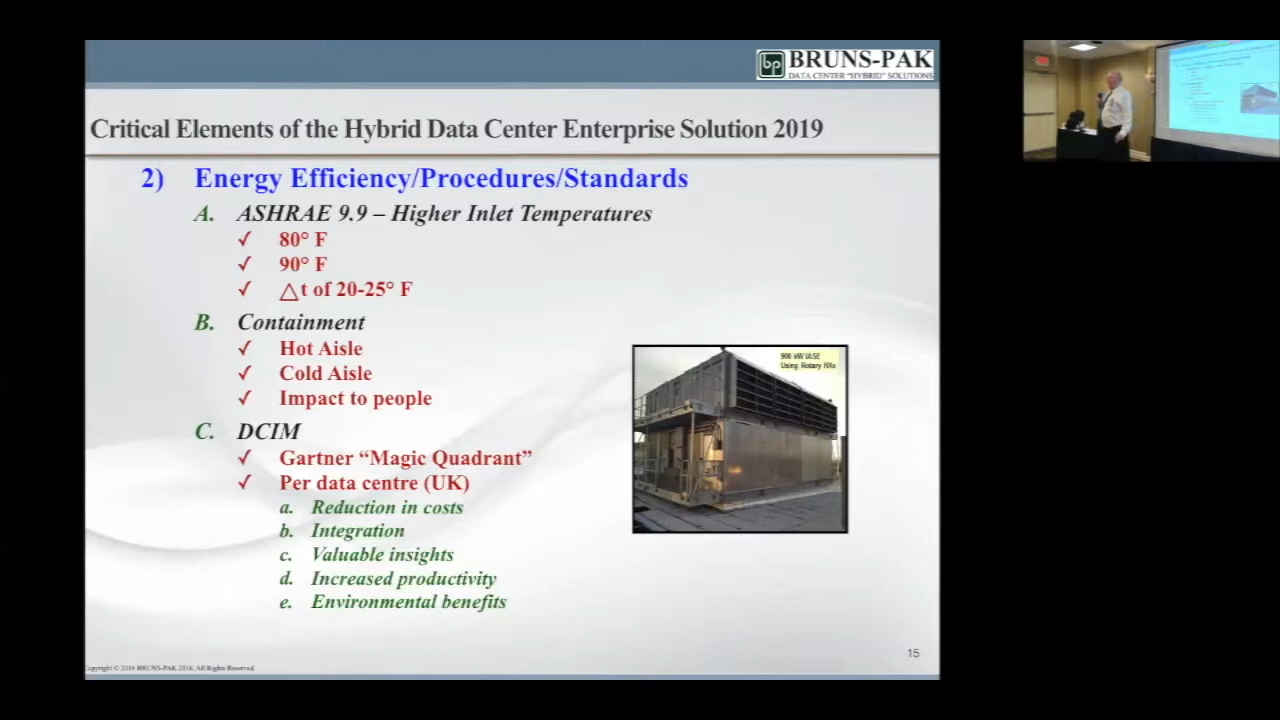 bp BRUNS-PAK
DATA CENTER "HYBRID" SOLUTIONS
Critical Elements of the Hybrid Data Center Enterprise Solution 2019
2) Energy Efficiency/Procedures/Standards
A. ASHRAE 9.9 – Higher Inlet Temperatures
✓ 80° F
✓ 90° F
✓ △t of 20-25° F
B. Containment
✓ Hot Aisle
✓ Cold Aisle
✓ Impact to people
C. DCIM
✓ Gartner “Magic Quadrant”
✓ Per data centre (UK)
a. Reduction in costs
b. Integration
c. Valuable insights
d. Increased productivity
e. Environmental benefits
900 kW IASE
Using Rotary HXs
Copyright © 2016 BRUNS-PAK 2016. All Rights Reserved.
15